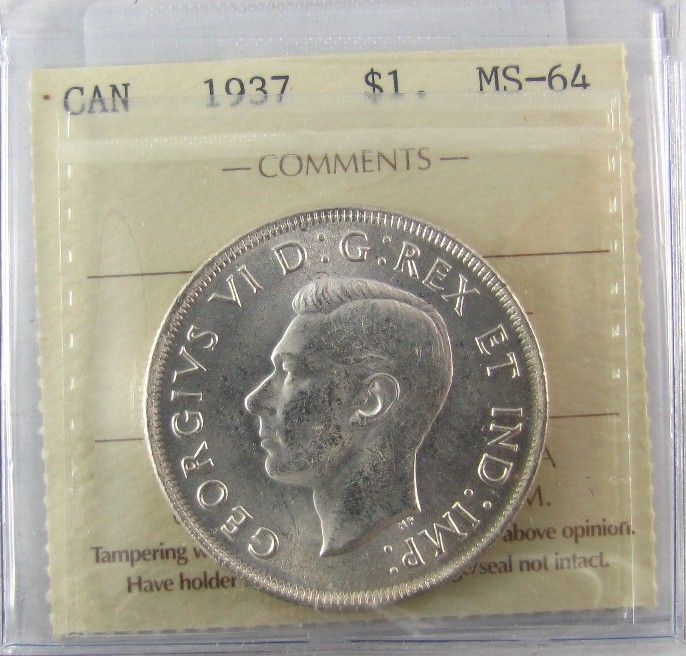 CAN 1937 $1. MS-64
— COMMENTS —
GEORGIVS VI D:G:REX ET IND:IMP:
HP
A
M.
above opinion.
Tampering w
Have holder
/seal not intact.